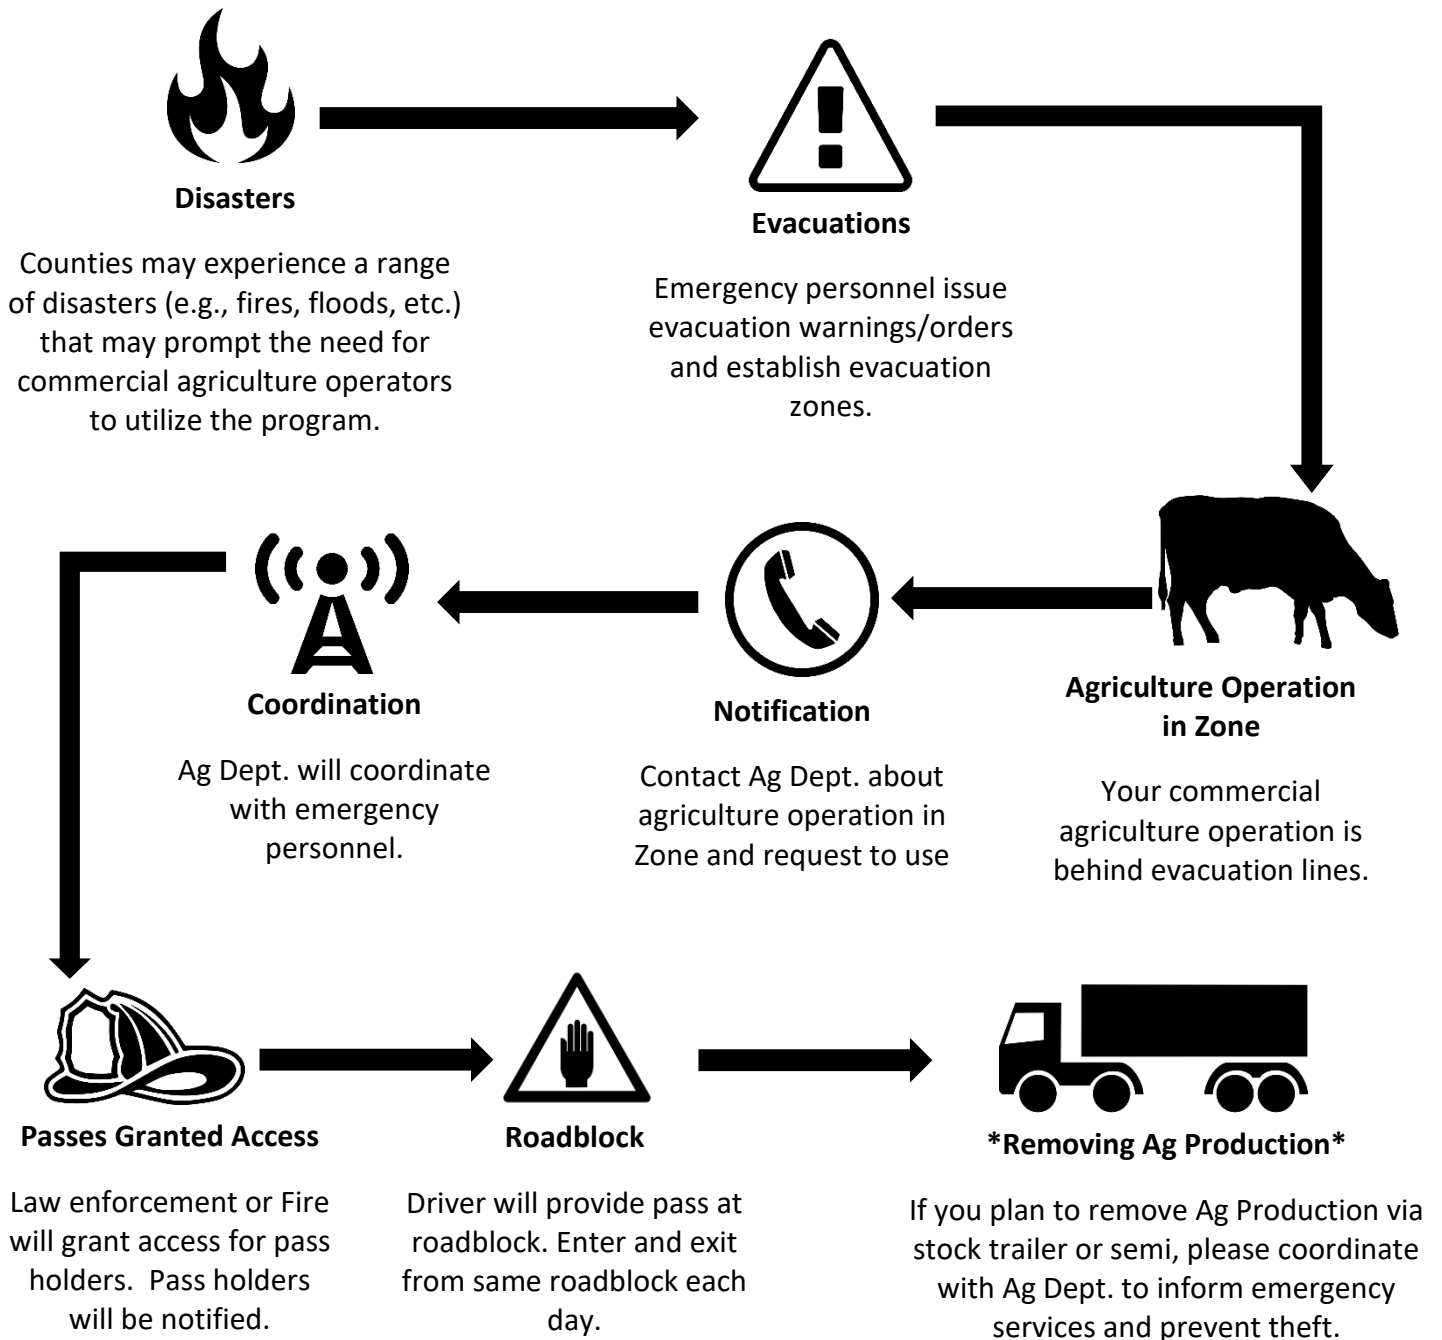 Disasters
Counties may experience a range
of disasters (e.g., fires, floods, etc.)
that may prompt the need for
commercial agriculture operators
to utilize the program.
Evacuations
Emergency personnel issue
evacuation warnings/orders
and establish evacuation
zones.
Agriculture Operation
in Zone
Your commercial
agriculture operation is
behind evacuation lines.
Notification
Contact Ag Dept. about
agriculture operation in
Zone and request to use
Coordination
Ag Dept. will coordinate
with emergency
personnel.
Passes Granted Access
Law enforcement or Fire
will grant access for pass
holders.  Pass holders
will be notified.
Roadblock
Driver will provide pass at
roadblock. Enter and exit
from same roadblock each
day.
*Removing Ag Production*
If you plan to remove Ag Production via
stock trailer or semi, please coordinate
with Ag Dept. to inform emergency
services and prevent theft.